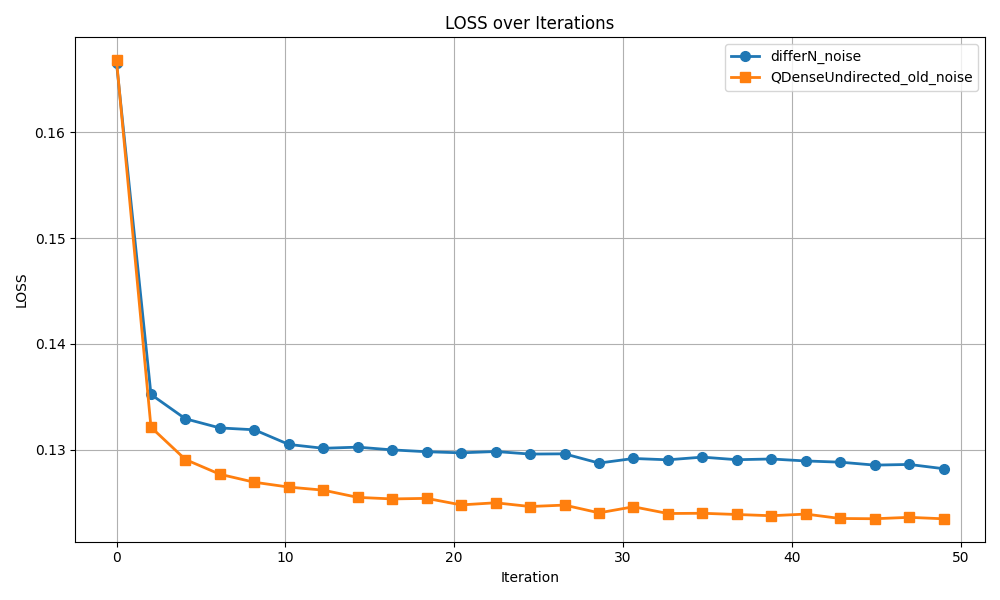 LOSS over Iterations
differN_noise
QDenseUndirected_old_noise
LOSS
0.16
0.15
0.14
0.13
0
10
20
30
40
50
Iteration